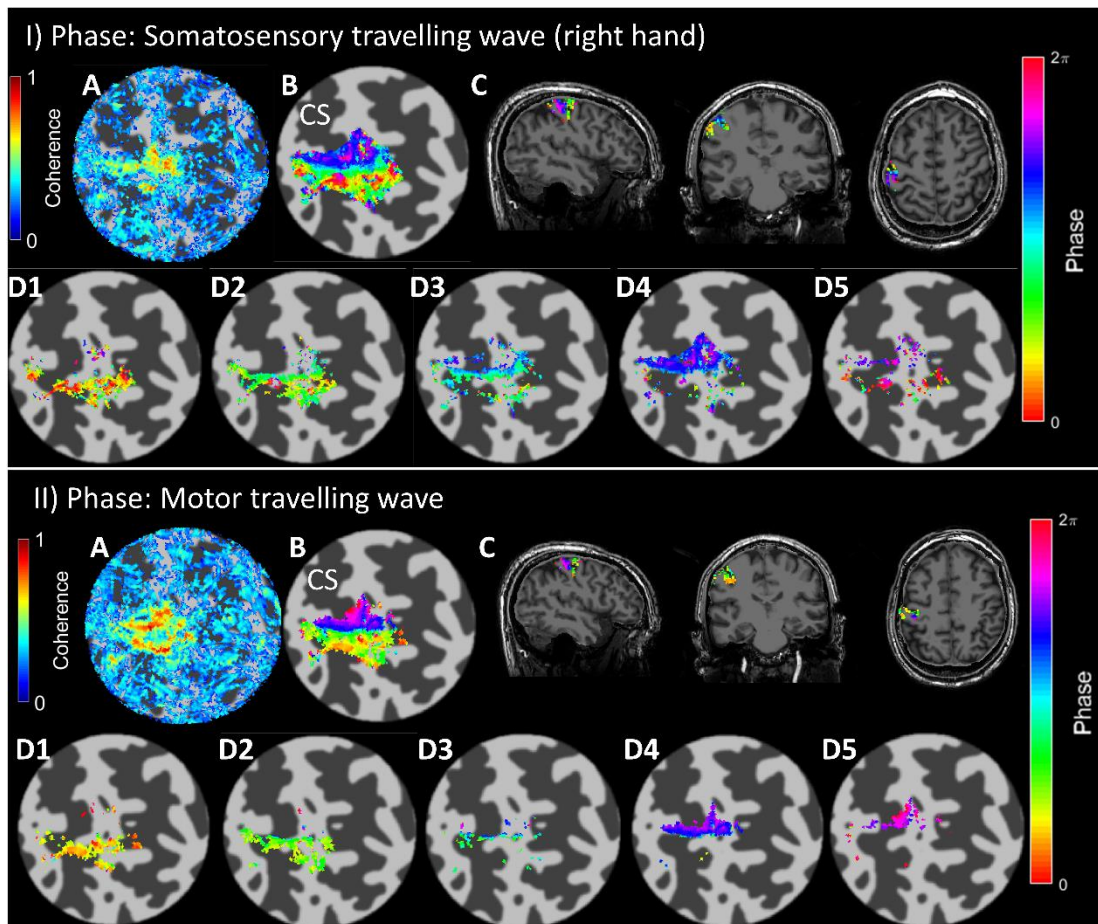 I) Phase: Somatosensory travelling wave (right hand)
1
Coherence
0
A
B
CS
C
2π
Phase
0
D1
D2
D3
D4
D5
II) Phase: Motor travelling wave
1
Coherence
0
A
B
CS
C
2π
Phase
0
D1
D2
D3
D4
D5